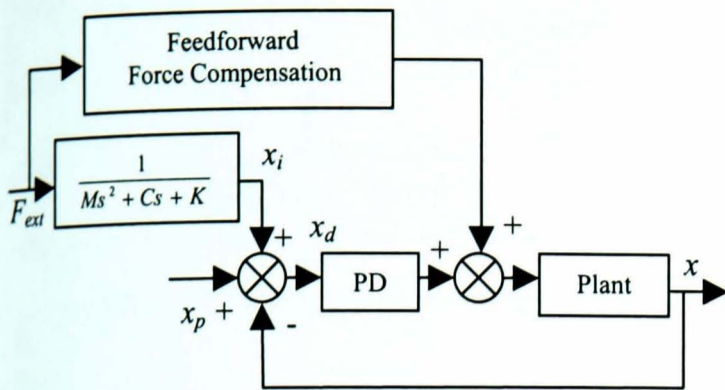 Feedforward
Force Compensation
1
Ms² + Cs + K
x_i
F_ext
+
x_d
+
+
PD
Plant
x
x_p +
-